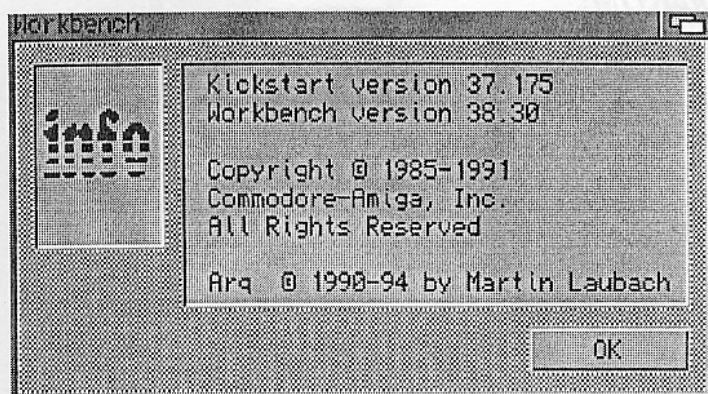 Workbench
info
Kickstart version 37.175
Workbench version 38.30
Copyright © 1985-1991
Commodore-Amiga, Inc.
All Rights Reserved
Arq © 1990-94 by Martin Laubach
OK